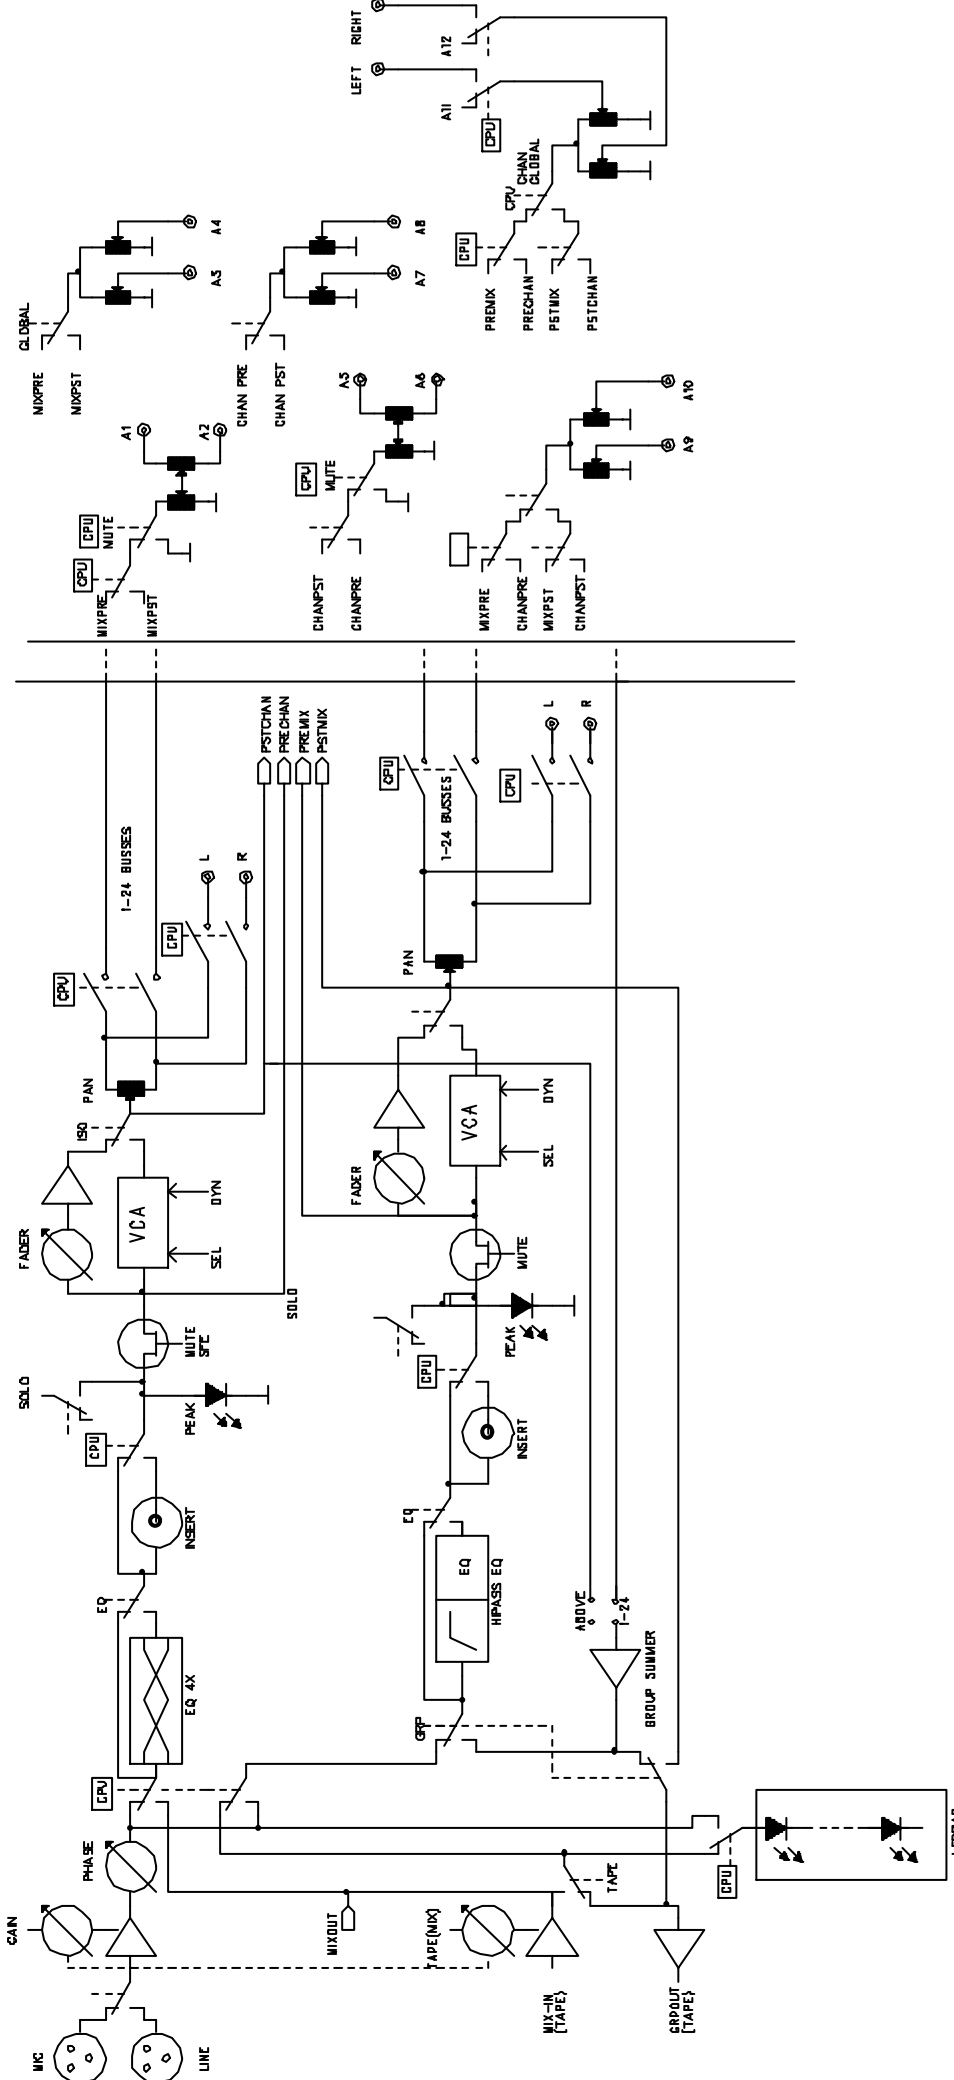 RIGHT
LEFT
A12
A11
CPU
CHAN
GLOBAL
CPU
CPU
PREMIX
PRECHAN
PSTMIX
PSTCHAN
A4
A3
GLOBAL
MIXPRE
MIXPST
A8
A7
CHAN PRE
CHAN PST
A1
A2
CPU
MUTE
CPU
MIXPRE
MIXPST
A5
A6
CPU
MUTE
CHANPST
CHANPRE
A10
A9
MIXPRE
CHANPRE
MIXPST
CHANPST
PSTCHAN
PRECHAN
PREMIX
PSTMIX
1-24 BUSSES
L
R
CPU
CPU
PAN
ISO
FADER
VCA
DYN
SEL
SOLO
MUTE
SOLO
PEAK
CPU
INSERT
EQ
EQ 4X
CPU
PHASE
GAIN
MIC
LINE
L
R
CPU
CPU
1-24 BUSSES
PAN
FADER
VCA
DYN
SEL
MUTE
PEAK
CPU
INSERT
EQ
EQ
HIPASS EQ
ABOVE
1-24
GROUP SUMMER
GRP
TAPE
CPU
MIXOUT
TAPE(MIX)
MIX-IN
(TAPE)
GRPOUT
(TAPE)